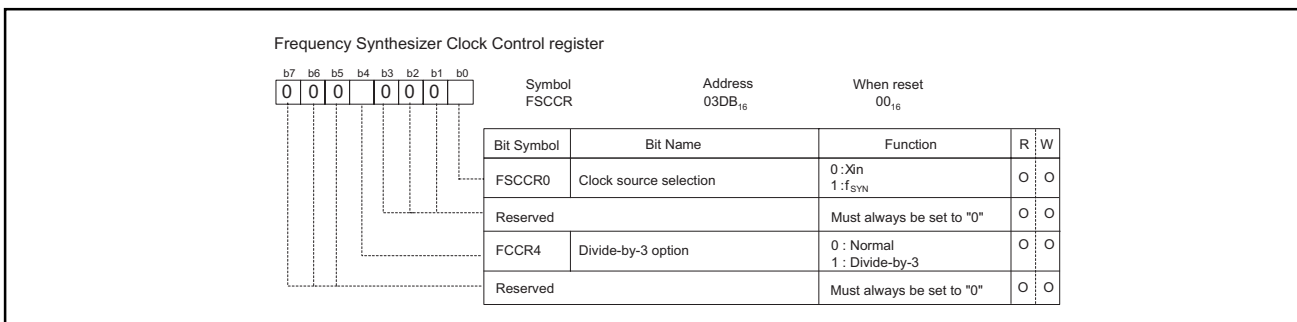 Frequency Synthesizer Clock Control register
b7 b6 b5 b4 b3 b2 b1 b0
0 0 0 0 0 0
Symbol Address When reset
FSCCR 03DB16 0016
Bit Symbol Bit Name Function R W
FSCCR0 Clock source selection 0 :Xin O O
1 :fSYN
Reserved Must always be set to "0" O O
FCCR4 Divide-by-3 option 0 : Normal O O
1 : Divide-by-3
Reserved Must always be set to "0" O O